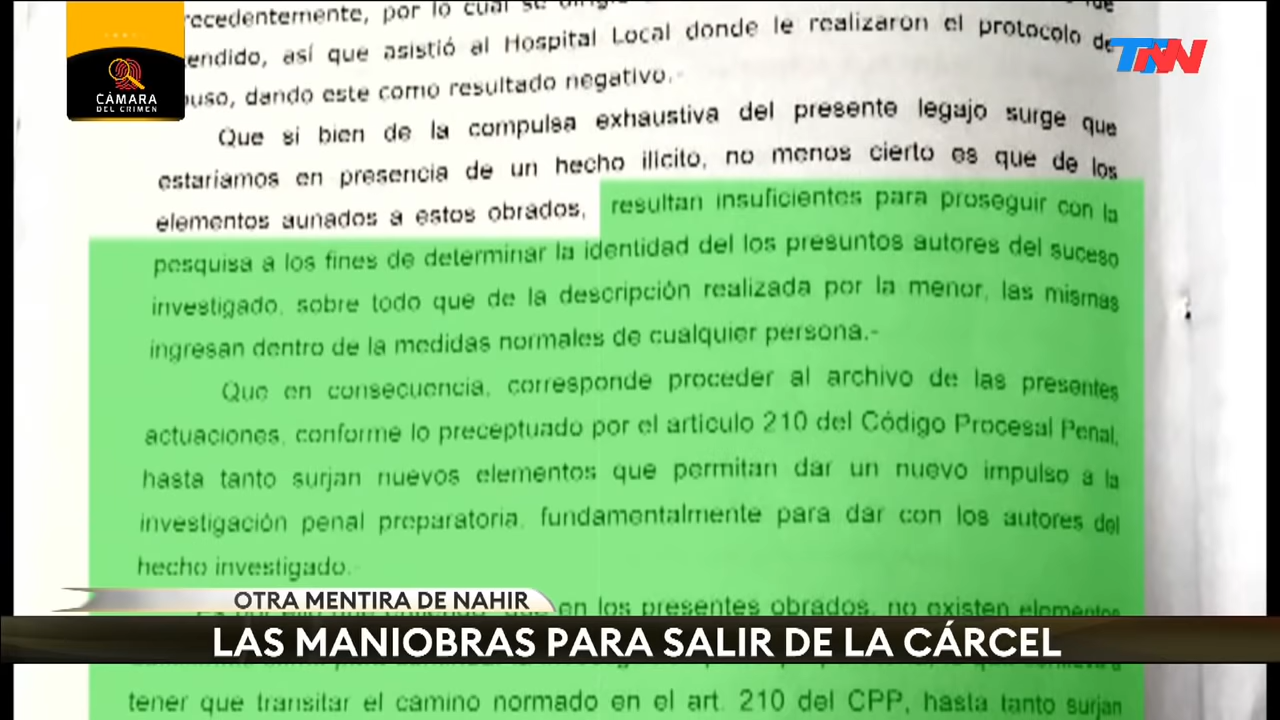 recedentemente, por lo cual se
endido, así que asistió al Hospital Local donde le realizaron el protocolo de
uso, dando este como resultado negativo.-
Que si bien de la compulsa exhaustiva del presente legajo surge que
estaríamos en presencia de un hecho ilícito, no menos cierto es que de los
elementos aunados a estos obrados, resultan insuficientes para proseguir con la
pesquisa a los fines de determinar la identidad del los presuntos autores del suceso
investigado, sobre todo que de la descripción realizada por la menor, las mismas
ingresan dentro de la medidas normales de cualquier persona.-
Que en consecuencia, corresponde proceder al archivo de las presentes
actuaciones, conforme lo preceptuado por el artículo 210 del Código Procesal Penal,
hasta tanto surjan nuevos elementos que permitan dar un nuevo impulso a la
investigación penal preparatoria, fundamentalmente para dar con los autores del
hecho investigado.-
en los presentes obrados, no existen elementos
tener que transitar el camino normado en el art. 210 del CPP, hasta tanto surjan
CÁMARA
DEL CRIMEN
TN
OTRA MENTIRA DE NAHIR
LAS MANIOBRAS PARA SALIR DE LA CÁRCEL